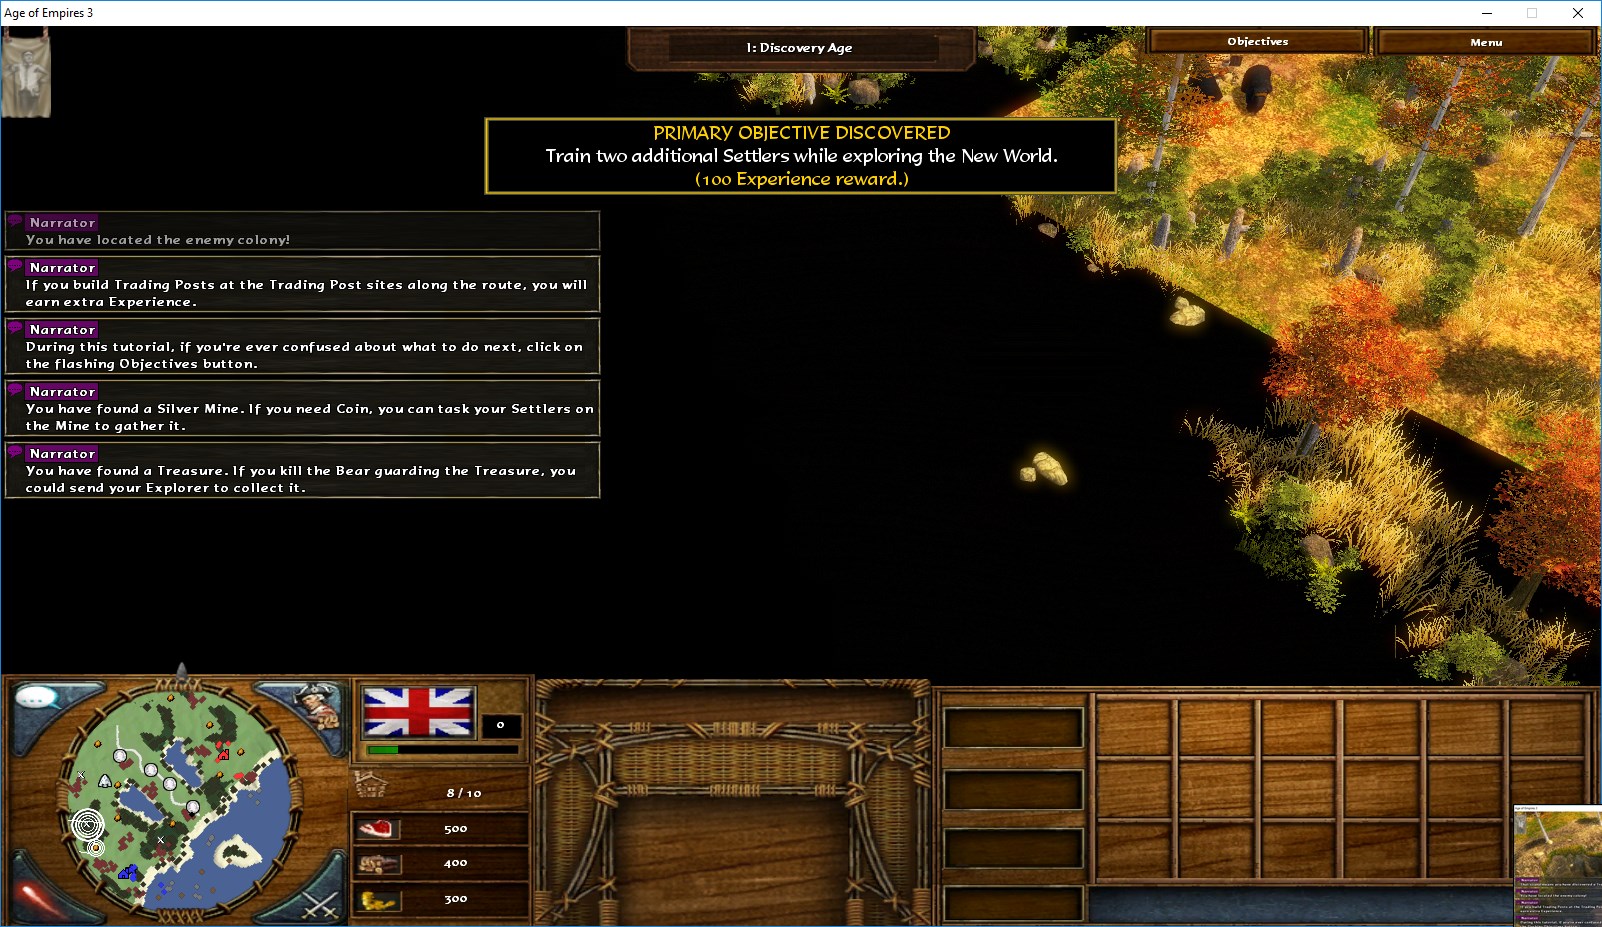 Age of Empires 3
1: Discovery Age
Objectives
Menu
PRIMARY OBJECTIVE DISCOVERED
Train two additional Settlers while exploring the New World.
(100 Experience reward.)
Narrator
You have located the enemy colony!
Narrator
If you build Trading Posts at the Trading Post sites along the route, you will
earn extra Experience.
Narrator
During this tutorial, if you're ever confused about what to do next, click on
the flashing Objectives button.
Narrator
You have found a Silver Mine. If you need Coin, you can task your Settlers on
the Mine to gather it.
Narrator
You have found a Treasure. If you kill the Bear guarding the Treasure, you
could send your Explorer to collect it.
0
8 / 10
500
400
300